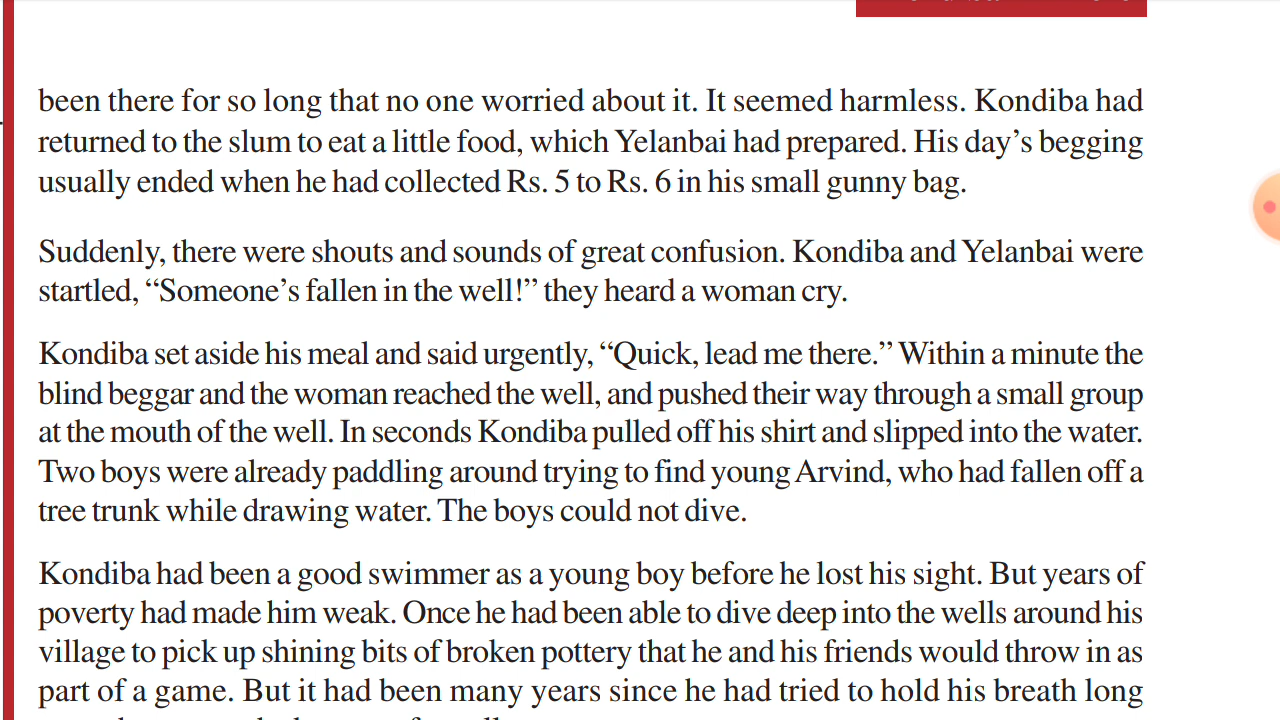 been there for so long that no one worried about it. It seemed harmless. Kondiba had
returned to the slum to eat a little food, which Yelanbai had prepared. His day’s begging
usually ended when he had collected Rs. 5 to Rs. 6 in his small gunny bag.
Suddenly, there were shouts and sounds of great confusion. Kondiba and Yelanbai were
startled, “Someone’s fallen in the well!” they heard a woman cry.
Kondiba set aside his meal and said urgently, “Quick, lead me there.” Within a minute the
blind beggar and the woman reached the well, and pushed their way through a small group
at the mouth of the well. In seconds Kondiba pulled off his shirt and slipped into the water.
Two boys were already paddling around trying to find young Arvind, who had fallen off a
tree trunk while drawing water. The boys could not dive.
Kondiba had been a good swimmer as a young boy before he lost his sight. But years of
poverty had made him weak. Once he had been able to dive deep into the wells around his
village to pick up shining bits of broken pottery that he and his friends would throw in as
part of a game. But it had been many years since he had tried to hold his breath long